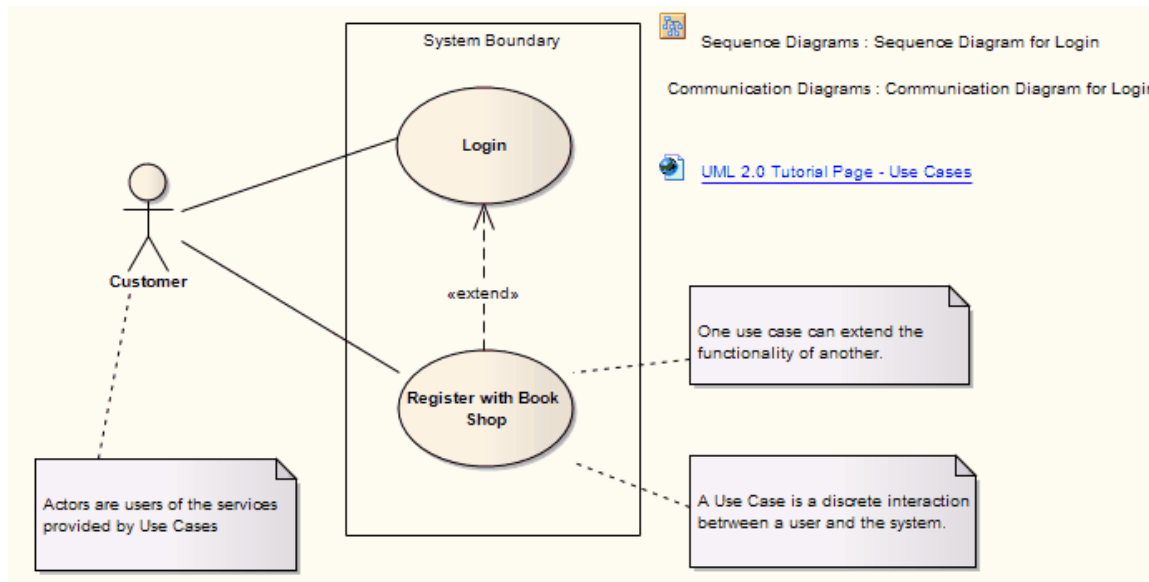 System Boundary
Sequence Diagrams : Sequence Diagram for Login
Communication Diagrams : Communication Diagram for Login
Login
UML 2.0 Tutorial Page - Use Cases
Customer
«extend»
One use case can extend the
functionality of another.
Register with Book
Shop
Actors are users of the services
provided by Use Cases
A Use Case is a discrete interaction
betrween a user and the system.